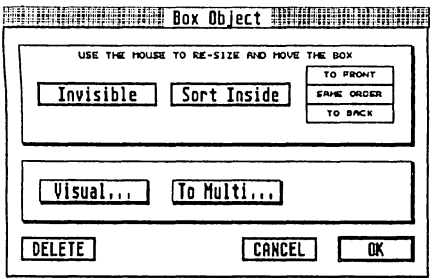 Box Object
USE THE MOUSE TO RE-SIZE AND MOVE THE BOX
TO FRONT
Invisible Sort Inside SAME ORDER
TO BACK
Visual... To Multi...
DELETE CANCEL OK